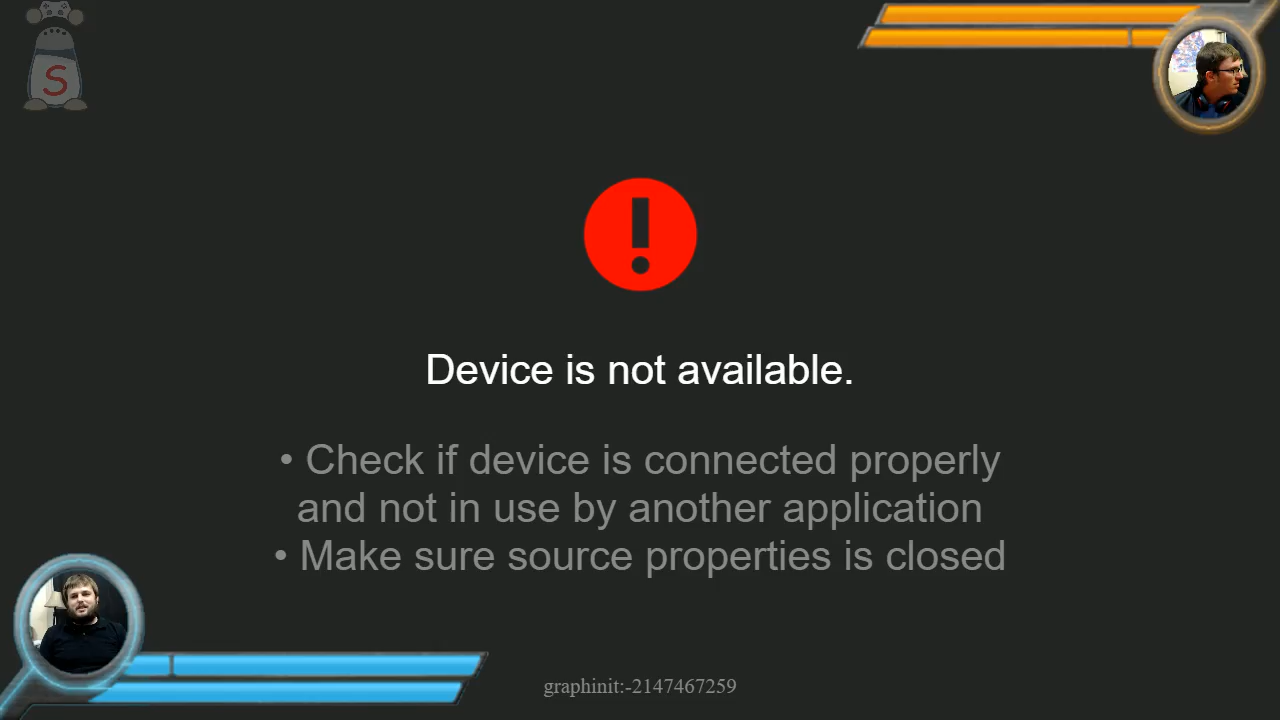 S
Device is not available.
• Check if device is connected properly
and not in use by another application
• Make sure source properties is closed
graphinit:-2147467259